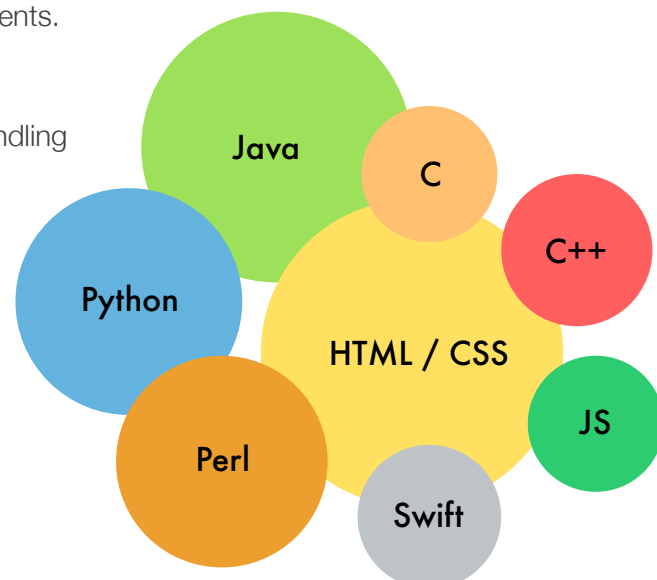 ents.
ndling
Java
C
C++
Python
HTML / CSS
JS
Perl
Swift